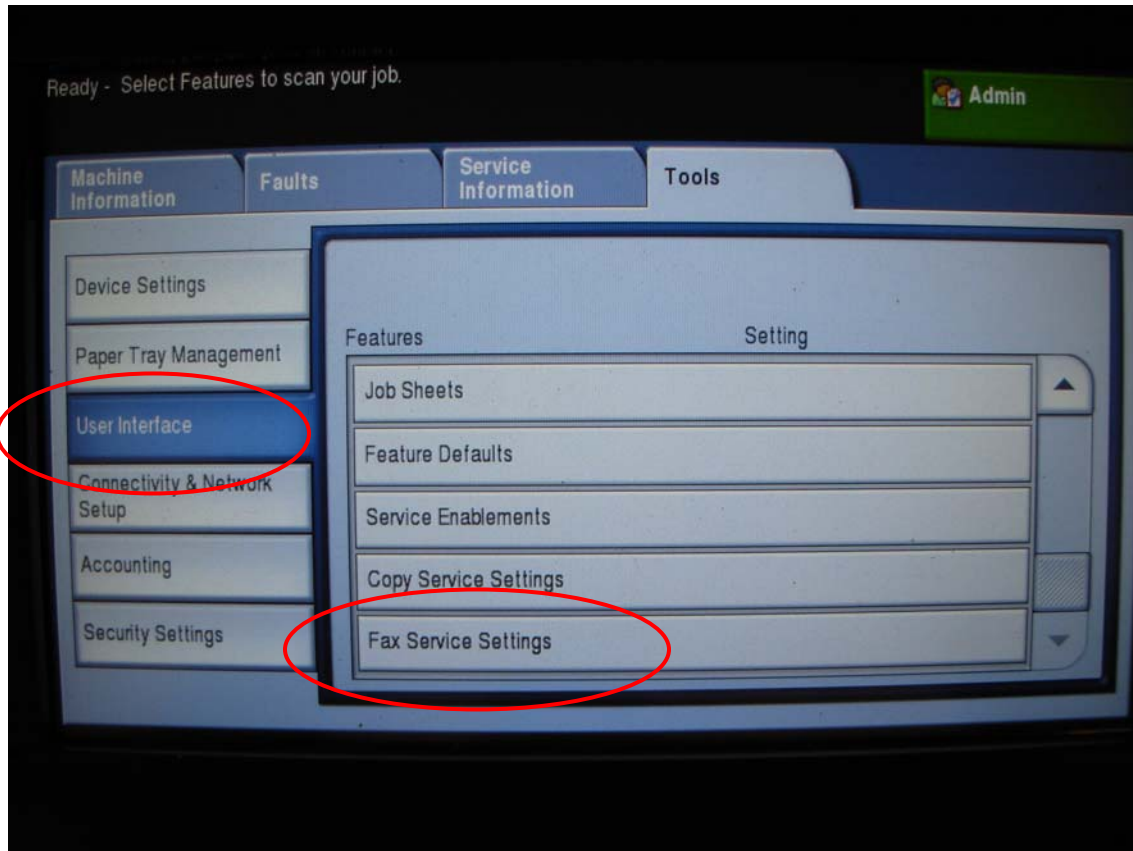 Ready - Select Features to scan your job.
Admin
Machine
Information
Faults
Service
Information
Tools
Device Settings
Paper Tray Management
User Interface
Connectivity & Network
Setup
Accounting
Security Settings
Features
Setting
Job Sheets
Feature Defaults
Service Enablements
Copy Service Settings
Fax Service Settings